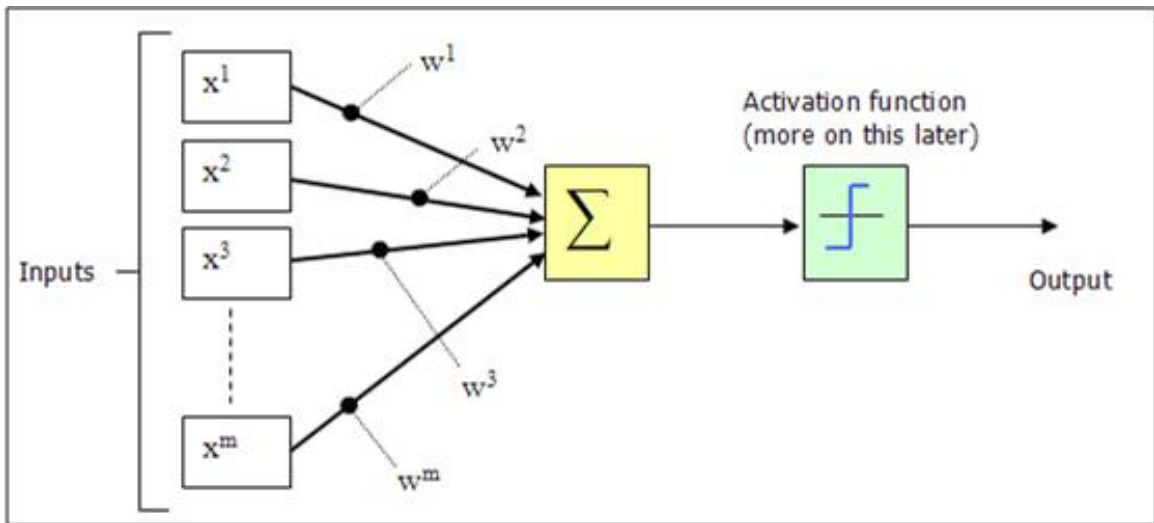 Inputs
x¹
x²
x³
xᵐ
w¹
w²
w³
wᵐ
∑
Activation function
(more on this later)
Output